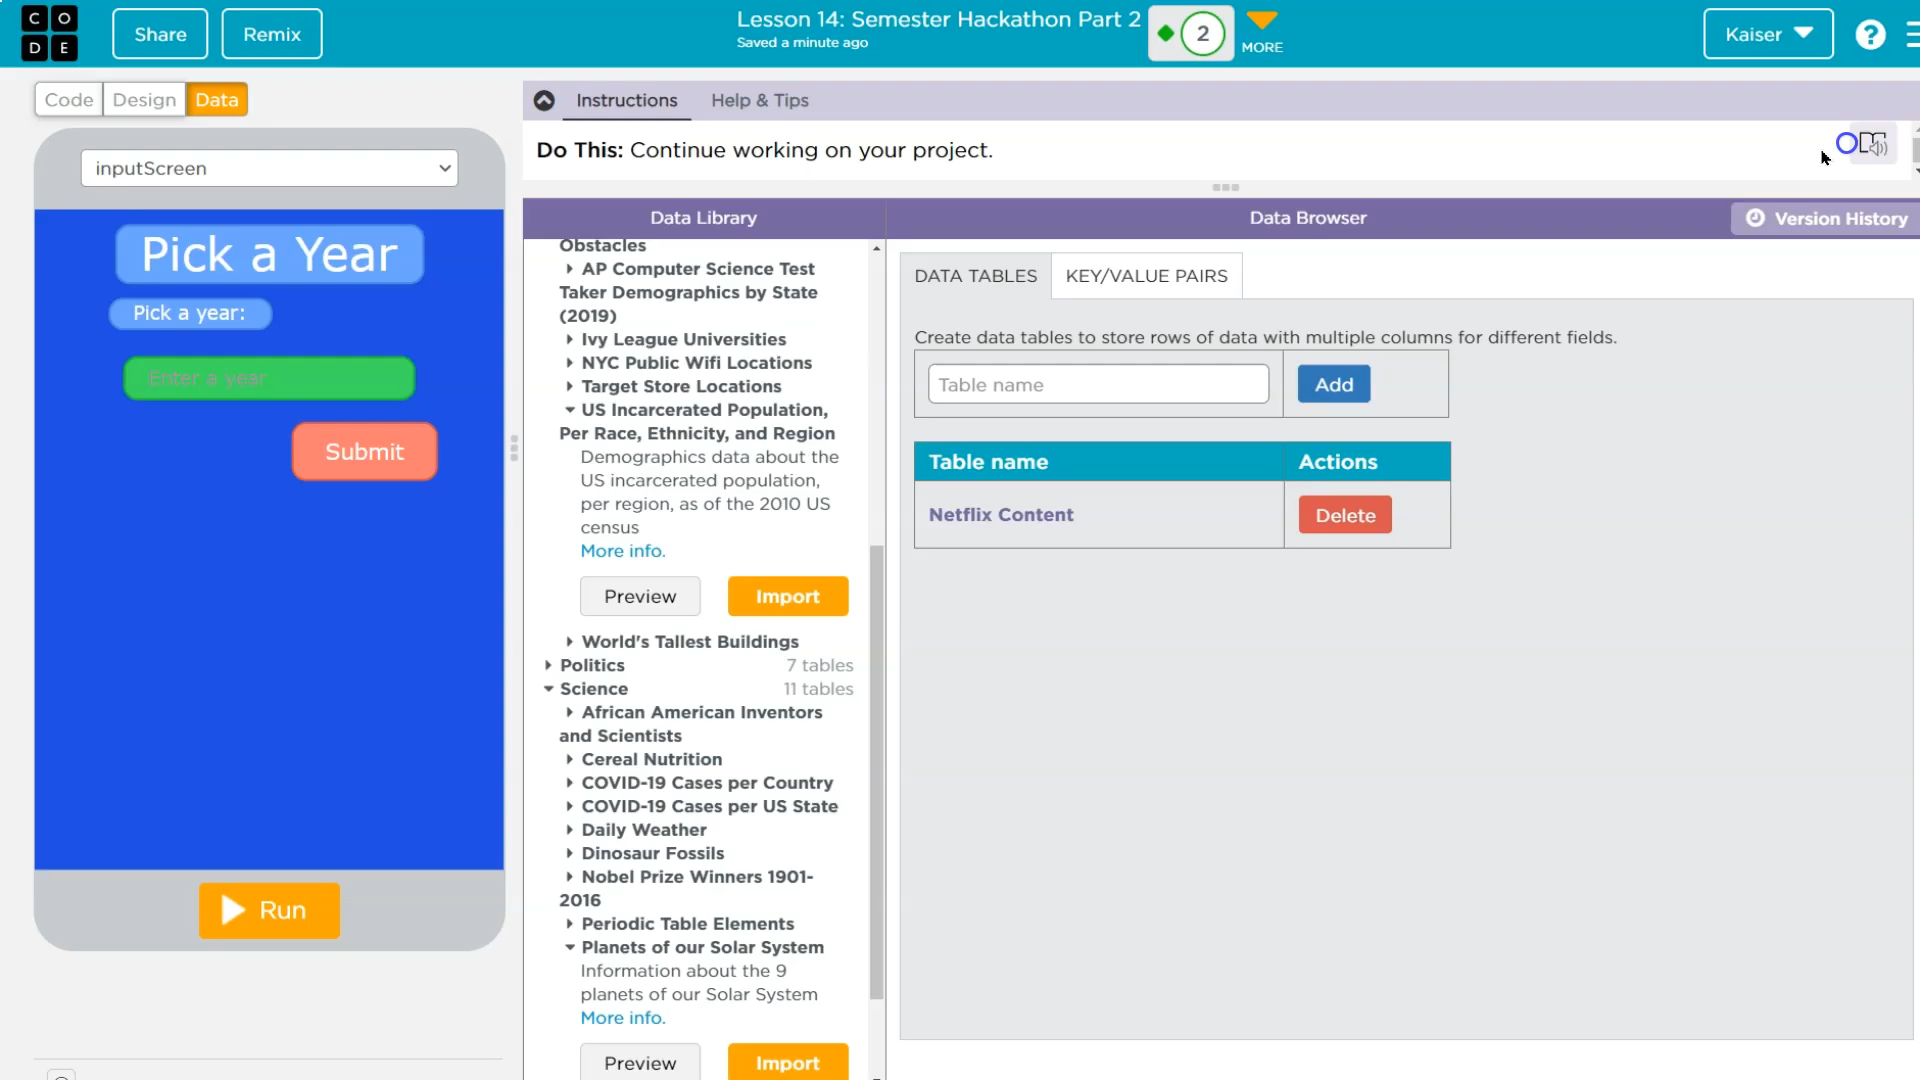 C O
D E
Share
Remix
Lesson 14: Semester Hackathon Part 2
Saved a minute ago
2
MORE
Kaiser
?
Code
Design
Data
Instructions
Help & Tips
Do This: Continue working on your project.
inputScreen
Pick a Year
Pick a year:
Enter a year
Submit
Run
Data Library
Data Browser
Version History
Obstacles
AP Computer Science Test
Taker Demographics by State
(2019)
Ivy League Universities
NYC Public Wifi Locations
Target Store Locations
US Incarcerated Population,
Per Race, Ethnicity, and Region
Demographics data about the
US incarcerated population,
per region, as of the 2010 US
census
More info.
Preview
Import
World's Tallest Buildings
Politics 7 tables
Science 11 tables
African American Inventors
and Scientists
Cereal Nutrition
COVID-19 Cases per Country
COVID-19 Cases per US State
Daily Weather
Dinosaur Fossils
Nobel Prize Winners 1901-
2016
Periodic Table Elements
Planets of our Solar System
Information about the 9
planets of our Solar System
More info.
Preview
Import
DATA TABLES
KEY/VALUE PAIRS
Create data tables to store rows of data with multiple columns for different fields.
Table name
Add
Table name
Actions
Netflix Content
Delete